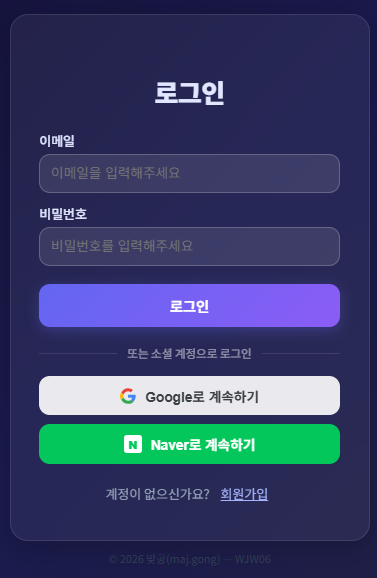 로그인
이메일
이메일을 입력해주세요
비밀번호
비밀번호를 입력해주세요
로그인
또는 소셜 계정으로 로그인
Google로 계속하기
N Naver로 계속하기
계정이 없으신가요? 회원가입
© 2026 맞공(maj.gong) — WJW06